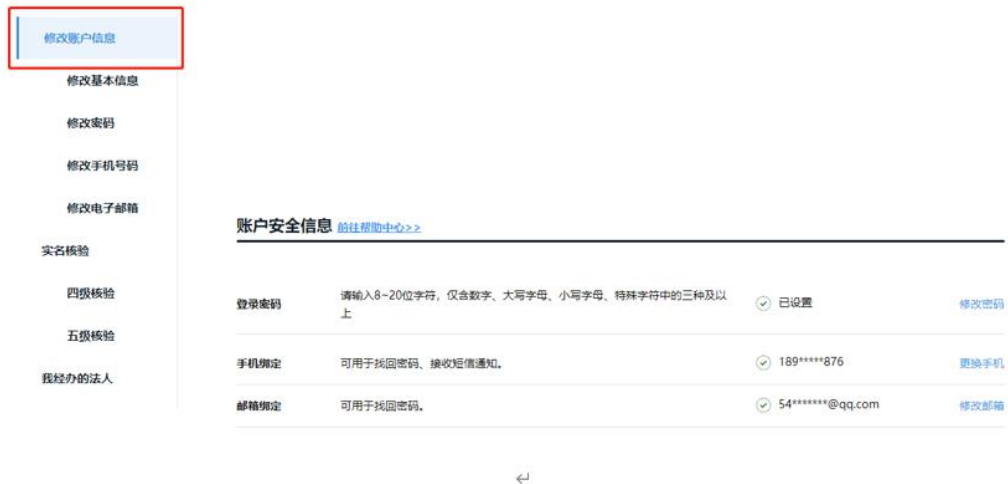 修改账户信息
修改基本信息
修改密码
修改手机号码
修改电子邮箱
实名核验
四级核验
五级核验
我经办的法人
账户安全信息 前往帮助中心>>
登录密码 请输入8~20位字符，仅含数字、大写字母、小写字母、特殊字符中的三种及以
上 已设置 修改密码
手机绑定 可用于找回密码、接收短信通知。 189*****876 更换手机
邮箱绑定 可用于找回密码。 54*******@qq.com 修改邮箱